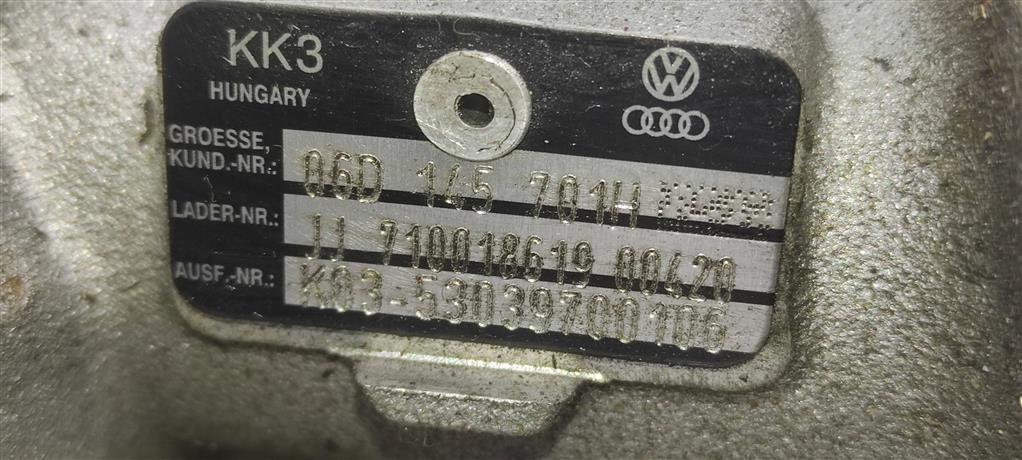 KK3
HUNGARY
GROESSE,
KUND.-NR.: 06D 145 701H
LADER-NR.: 11 710018619 00420
AUSF.-NR.: K03-53039700106